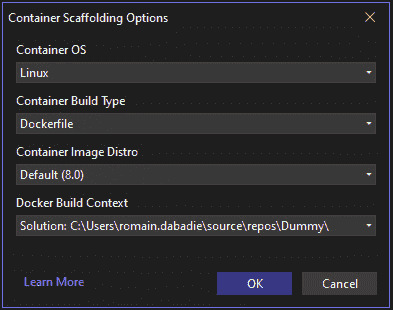 Container Scaffolding Options
Container OS
Linux
Container Build Type
Dockerfile
Container Image Distro
Default (8.0)
Docker Build Context
Solution: C:\Users\romain.dabadie\source\repos\Dummy\
Learn More
OK
Cancel